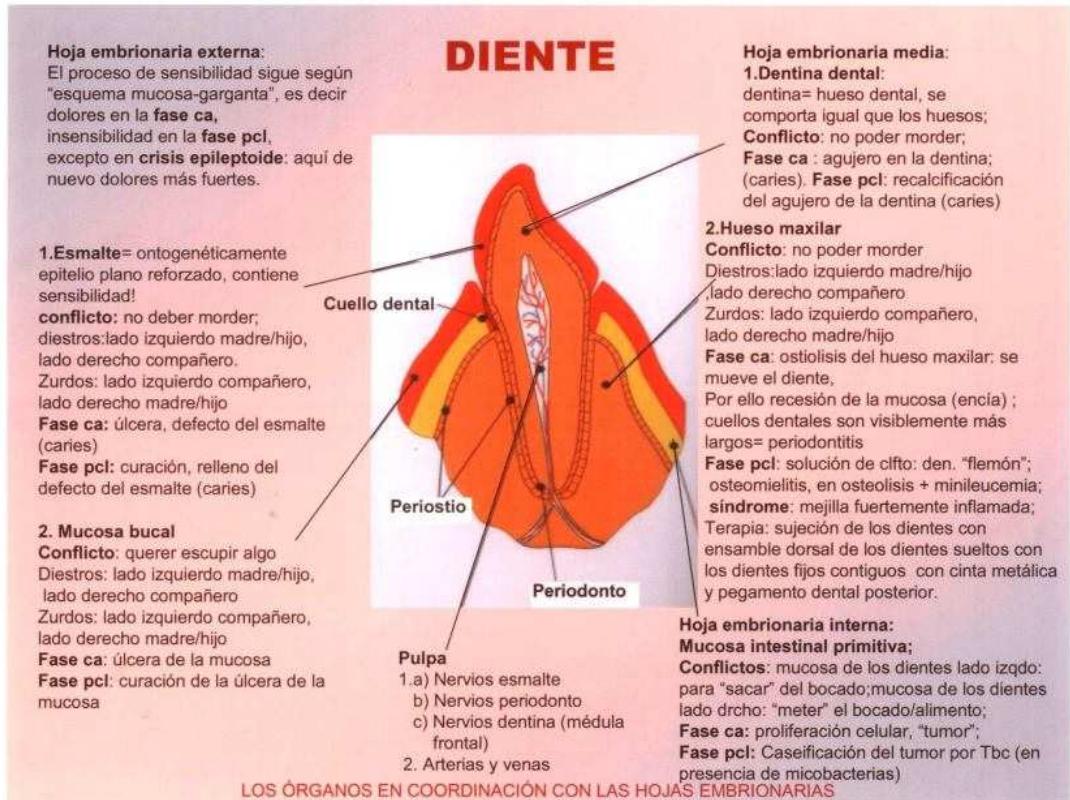 DIENTE
Hoja embrionaria externa:
El proceso de sensibilidad sigue según
“esquema mucosa-garganta”, es decir
dolores en la fase ca,
insensibilidad en la fase pcl,
excepto en crisis epileptoide: aquí de
nuevo dolores más fuertes.
1.Esmalte= ontogenéticamente
epitelio plano reforzado, contiene
sensibilidad!
conflicto: no deber morder;
diestros:lado izquierdo madre/hijo,
lado derecho compañero.
Zurdos: lado izquierdo compañero,
lado derecho madre/hijo
Fase ca: úlcera, defecto del esmalte
(caries)
Fase pcl: curación, relleno del
defecto del esmalte (caries)
2. Mucosa bucal
Conflicto: querer escupir algo
Diestros: lado izquierdo madre/hijo,
lado derecho compañero
Zurdos: lado izquierdo compañero,
lado derecho madre/hijo
Fase ca: úlcera de la mucosa
Fase pcl: curación de la úlcera de la
mucosa
Cuello dental
Periostio
Periodonto
Pulpa
1.a) Nervios esmalte
b) Nervios periodonto
c) Nervios dentina (médula
frontal)
2. Arterias y venas
Hoja embrionaria media:
1.Dentina dental:
dentina= hueso dental, se
comporta igual que los huesos;
Conflicto: no poder morder;
Fase ca : agujero en la dentina;
(caries). Fase pcl: recalcificación
del agujero de la dentina (caries)
2.Hueso maxilar
Conflicto: no poder morder
Diestros:lado izquierdo madre/hijo
,lado derecho compañero
Zurdos: lado izquierdo compañero,
lado derecho madre/hijo
Fase ca: ostiolisis del hueso maxilar: se
mueve el diente,
Por ello recesión de la mucosa (encía) ;
cuellos dentales son visiblemente más
largos= periodontitis
Fase pcl: solución de clfto: den. “flemón”;
osteomielitis, en osteolisis + minileucemia;
síndrome: mejilla fuertemente inflamada;
Terapia: sujeción de los dientes con
ensamble dorsal de los dientes sueltos con
los dientes fijos contiguos con cinta metálica
y pegamento dental posterior.
Hoja embrionaria interna:
Mucosa intestinal primitiva;
Conflictos: mucosa de los dientes lado izqdo:
para “sacar” del bocado;mucosa de los dientes
lado drcho: “meter” el bocado/alimento;
Fase ca: proliferación celular, “tumor”;
Fase pcl: Caseificación del tumor por Tbc (en
presencia de micobacterias)
LOS ÓRGANOS EN COORDINACIÓN CON LAS HOJAS EMBRIONARIAS